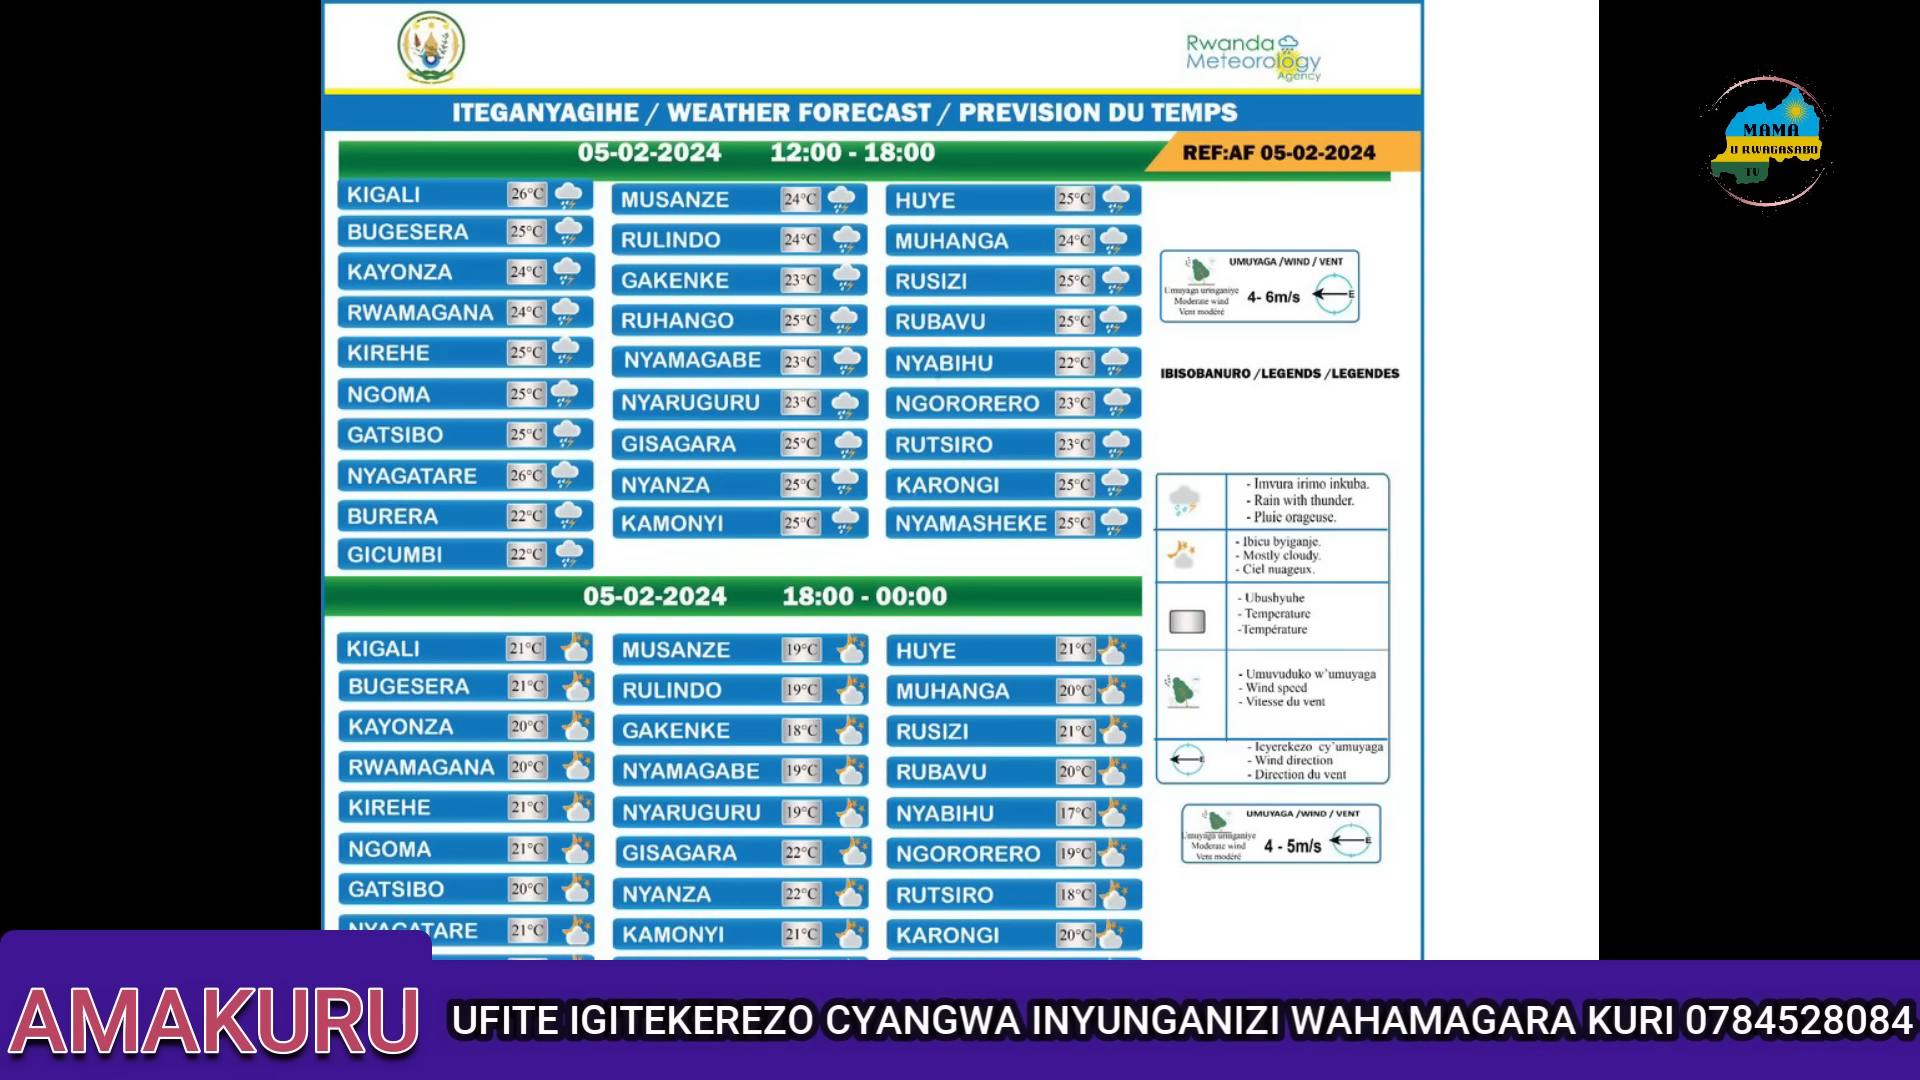 Rwanda
Meteorology
Agency
ITEGANYAGIHE / WEATHER FORECAST / PREVISION DU TEMPS
05-02-2024 12:00 - 18:00
REF:AF 05-02-2024
KIGALI 26°C
BUGESERA 25°C
KAYONZA 24°C
RWAMAGANA 24°C
KIREHE 25°C
NGOMA 25°C
GATSIBO 25°C
NYAGATARE 26°C
BURERA 22°C
GICUMBI 22°C
MUSANZE 24°C
RULINDO 24°C
GAKENKE 23°C
RUHANGO 25°C
NYAMAGABE 23°C
NYARUGURU 23°C
GISAGARA 25°C
NYANZA 25°C
KAMONYI 25°C
HUYE 25°C
MUHANGA 24°C
RUSIZI 25°C
RUBAVU 25°C
NYABIHU 22°C
NGORORERO 23°C
RUTSIRO 23°C
KARONGI 25°C
NYAMASHEKE 25°C
UMUYAGA /WIND / VENT
Umuyaga uringaniye
Moderate wind
Vent modéré
4- 6m/s
E
IBISOBANURO /LEGENDS /LEGENDES
- Imvura irimo inkuba.
- Rain with thunder.
- Pluie orageuse.
- Ibicu byiganje.
- Mostly cloudy.
- Ciel nuageux.
- Ubushyuhe
- Temperature
-Température
- Umuvuduko w'umuyaga
- Wind speed
- Vitesse du vent
E
- Icyerekezo cy'umuyaga
- Wind direction
- Direction du vent
05-02-2024 18:00 - 00:00
KIGALI 21°C
BUGESERA 21°C
KAYONZA 20°C
RWAMAGANA 20°C
KIREHE 21°C
NGOMA 21°C
GATSIBO 20°C
NYAGATARE 21°C
MUSANZE 19°C
RULINDO 19°C
GAKENKE 18°C
NYAMAGABE 19°C
NYARUGURU 19°C
GISAGARA 22°C
NYANZA 22°C
KAMONYI 21°C
HUYE 21°C
MUHANGA 20°C
RUSIZI 21°C
RUBAVU 20°C
NYABIHU 17°C
NGORORERO 19°C
RUTSIRO 18°C
KARONGI 20°C
UMUYAGA /WIND / VENT
Umuyaga uringaniye
Moderate wind
Vent modéré
4 - 5m/s
E
MAMA
U RWAGASABO
TV
AMAKURU
UFITE IGITEKEREZO CYANGWA INYUNGANIZI WAHAMAGARA KURI 0784528084